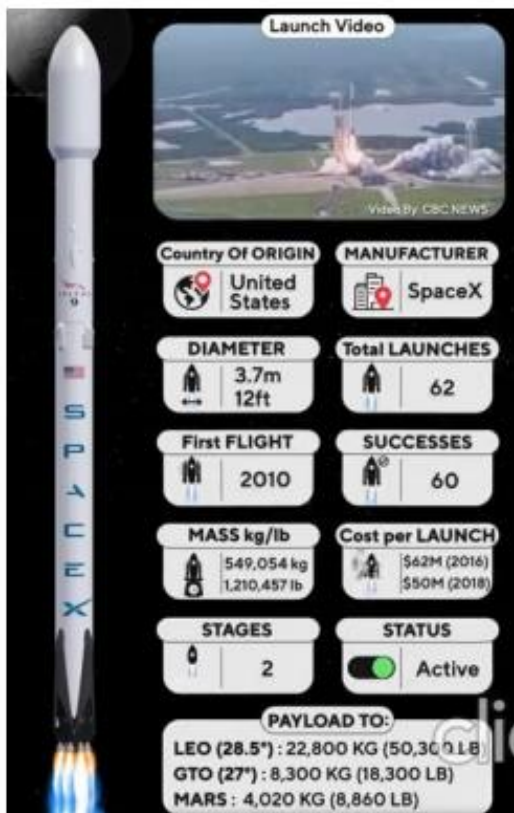 Launch Video
Video By: CBC NEWS
Country Of ORIGIN
United
States
MANUFACTURER
SpaceX
DIAMETER
3.7m
12ft
Total LAUNCHES
62
First FLIGHT
2010
SUCCESSES
60
MASS kg/lb
549,054 kg
1,210,457 lb
Cost per LAUNCH
$62M (2016)
$50M (2018)
STAGES
2
STATUS
Active
PAYLOAD TO:
LEO (28.5°) : 22,800 KG (50,300 LB)
GTO (27°) : 8,300 KG (18,300 LB)
MARS : 4,020 KG (8,860 LB)
9
SPACEX